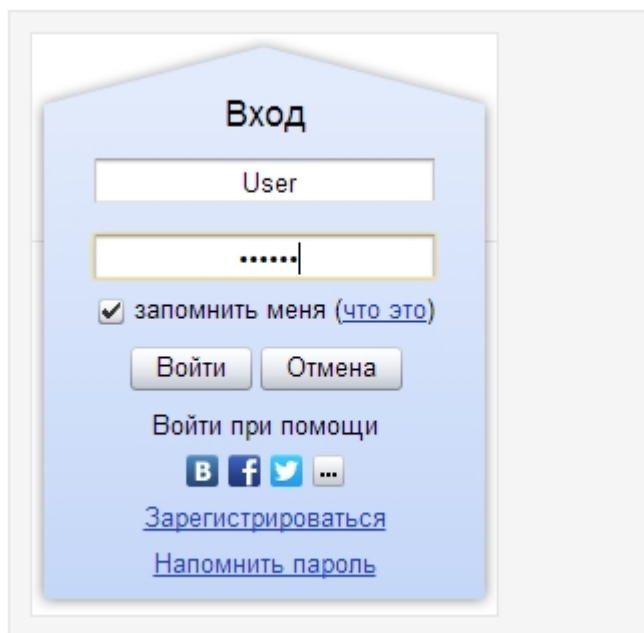 Вход
User
••••••
запомнить меня (что это)
Войти Отмена
Войти при помощи
B f ...
Зарегистрироваться
Напомнить пароль